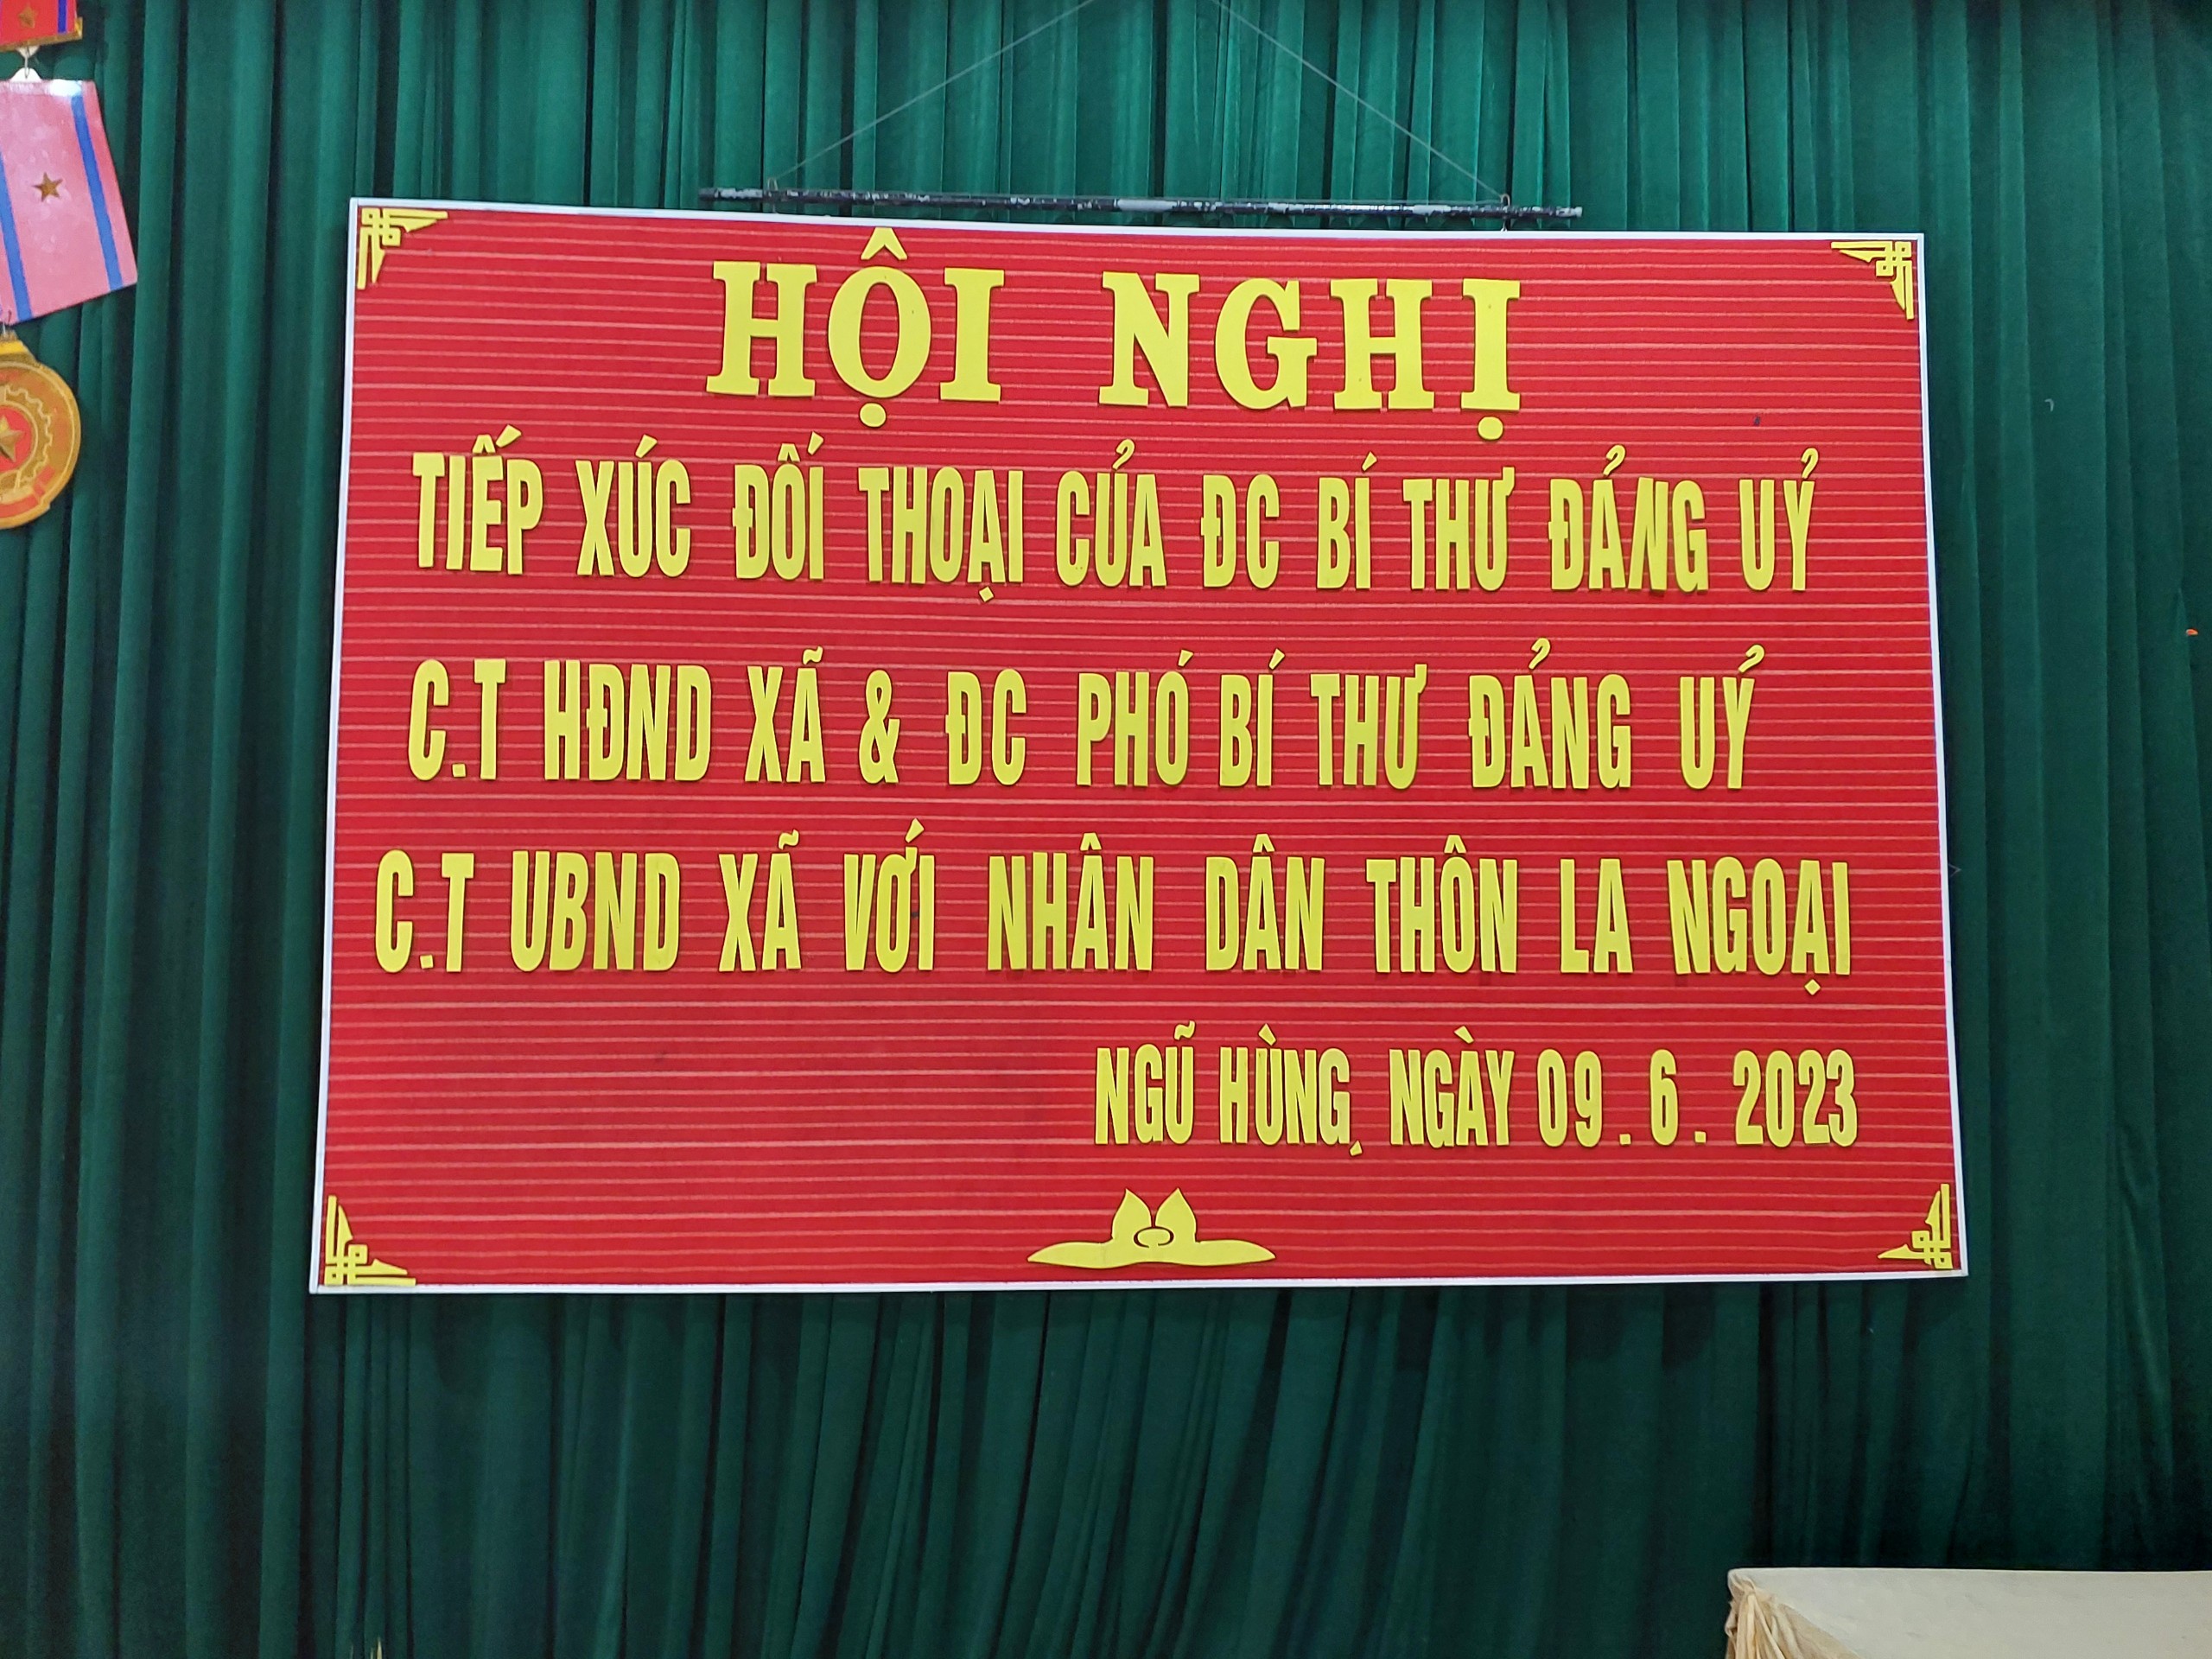 HỘI NGHỊ
TIẾP XÚC ĐỐI THOẠI CỦA ĐC BÍ THƯ ĐẢNG UỶ
C.T HĐND XÃ & ĐC PHÓ BÍ THƯ ĐẢNG UỶ
C.T UBND XÃ VỚI NHÂN DÂN THÔN LA NGOẠI
NGŨ HÙNG, NGÀY 09.6.2023